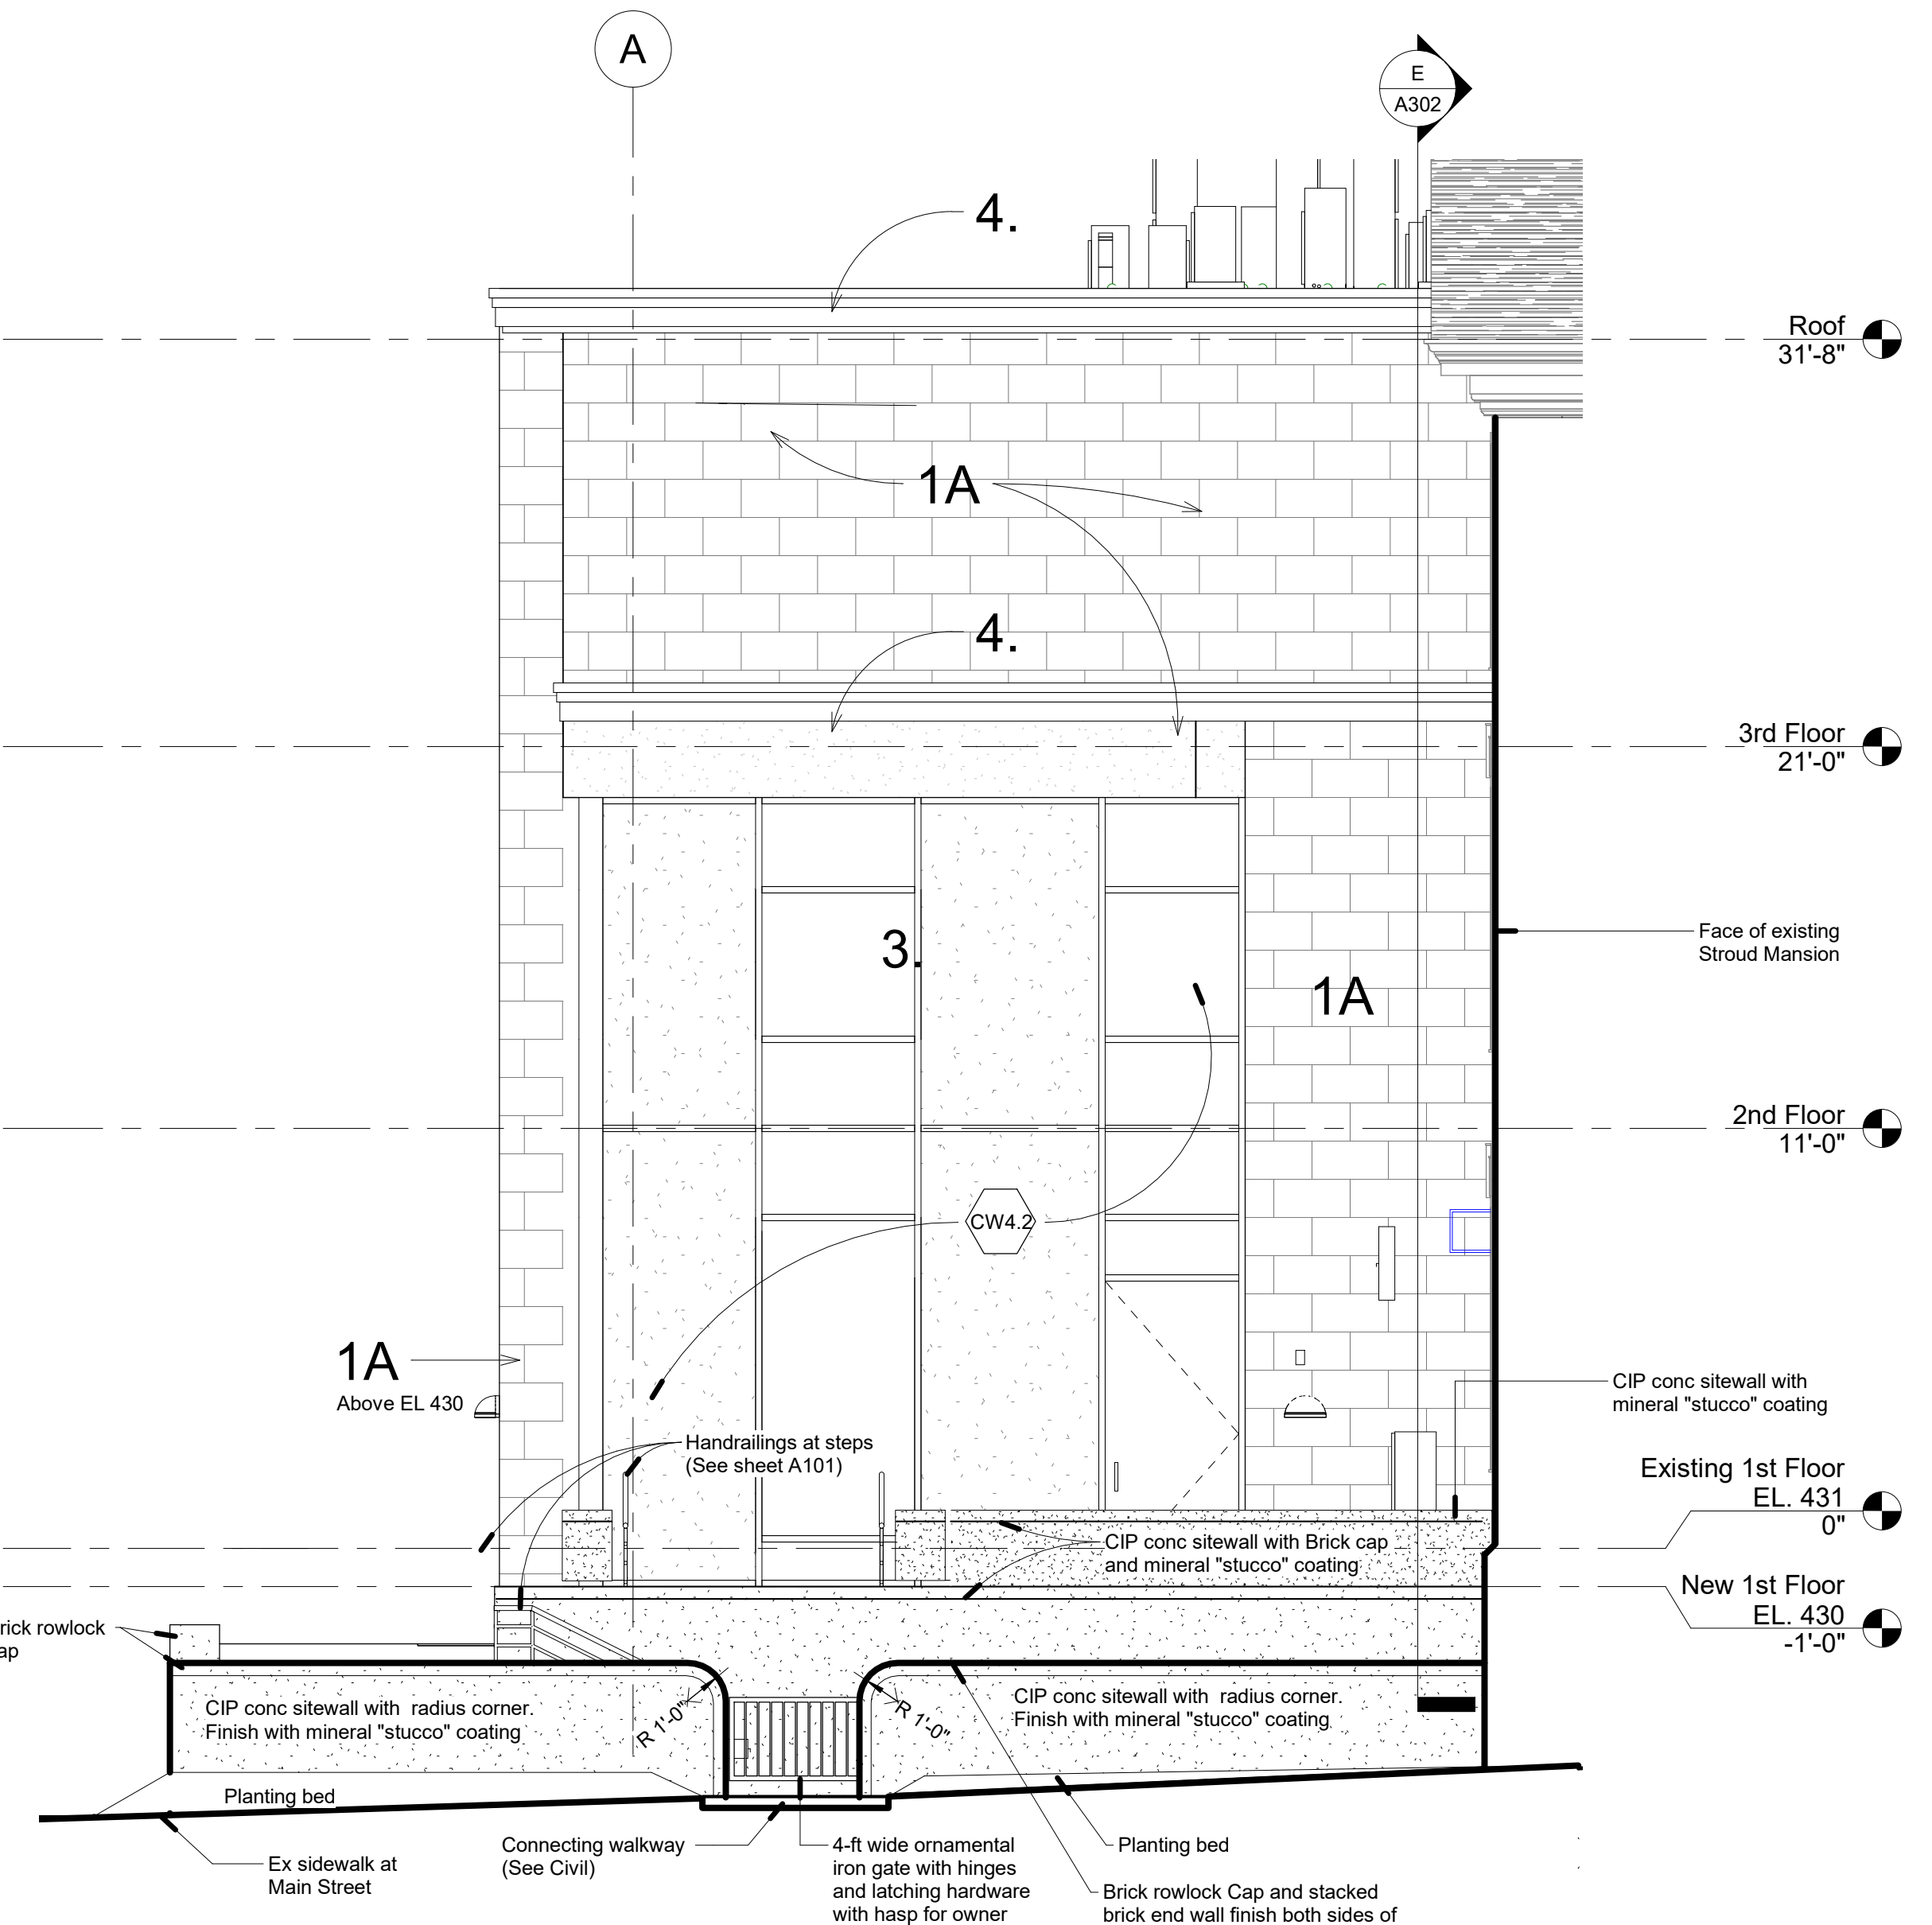 A
E
A302
4.
Roof
31'-8"
1A
4.
3rd Floor
21'-0"
3.
Face of existing
Stroud Mansion
1A
2nd Floor
11'-0"
CW4.2
1A
Above EL 430
CIP conc sitewall with
mineral "stucco" coating
Handrailings at steps
(See sheet A101)
Existing 1st Floor
EL. 431
0"
CIP conc sitewall with Brick cap
and mineral "stucco" coating
New 1st Floor
EL. 430
-1'-0"
rick rowlock
ap
CIP conc sitewall with radius corner.
Finish with mineral "stucco" coating
R 1'-0"
R 1'-0"
CIP conc sitewall with radius corner.
Finish with mineral "stucco" coating
Planting bed
Connecting walkway
(See Civil)
4-ft wide ornamental
iron gate with hinges
and latching hardware
with hasp for owner
Planting bed
Ex sidewalk at
Main Street
Brick rowlock Cap and stacked
brick end wall finish both sides of